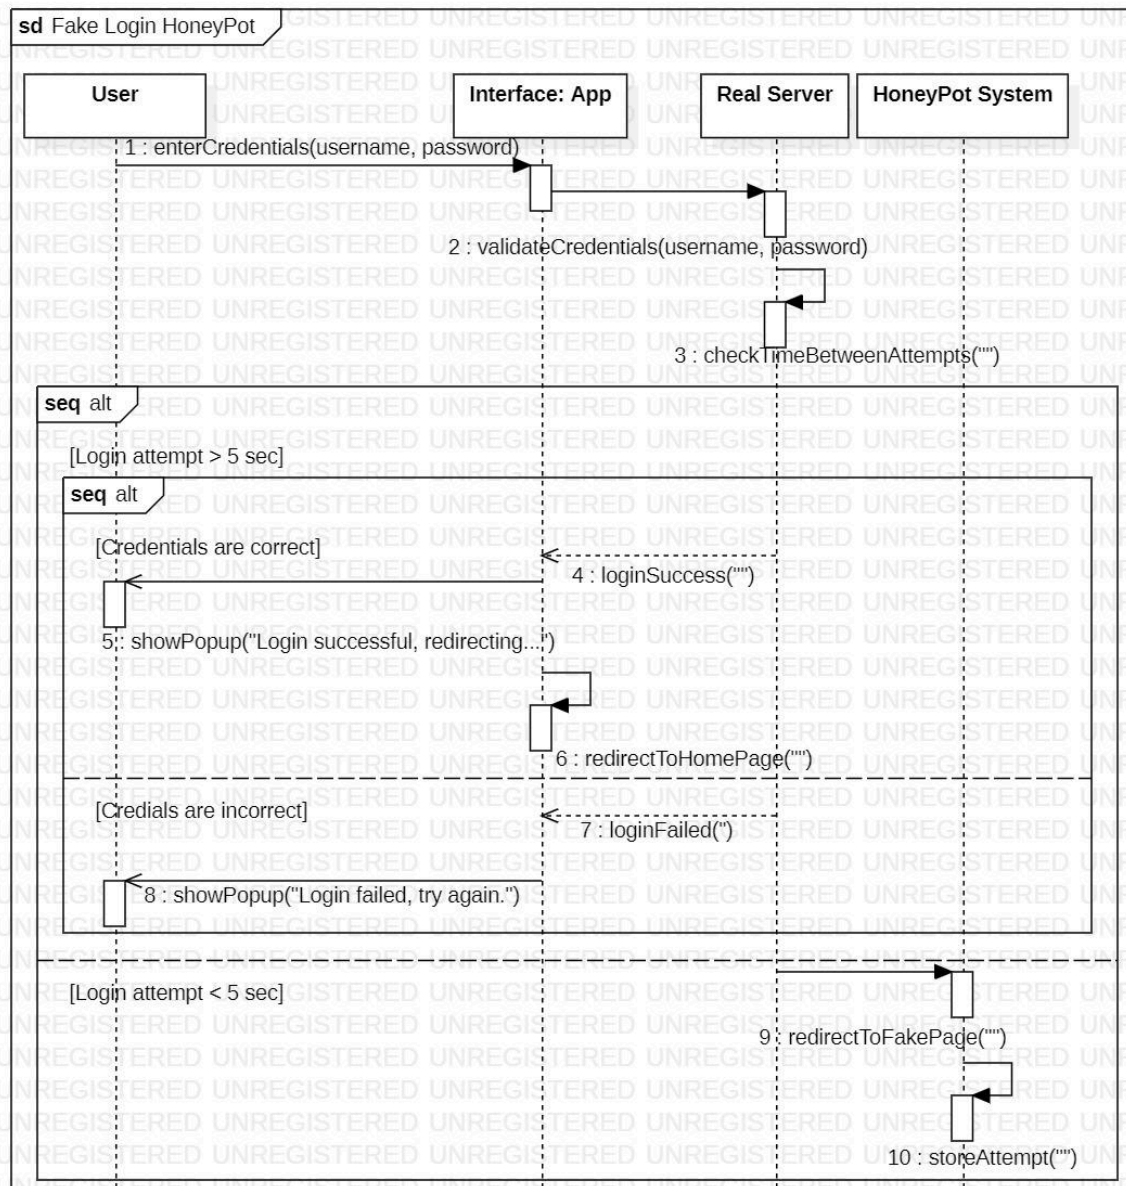 sd Fake Login HoneyPot
User
Interface: App
Real Server
HoneyPot System
1 : enterCredentials(username, password)
2 : validateCredentials(username, password)
3 : checkTimeBetweenAttempts("")
seq alt
[Login attempt > 5 sec]
seq alt
[Credentials are correct]
4 : loginSuccess("")
5 : showPopup("Login successful, redirecting...")
6 : redirectToHomePage("")
[Credials are incorrect]
7 : loginFailed(")
8 : showPopup("Login failed, try again.")
[Login attempt < 5 sec]
9 : redirectToFakePage("")
10 : storeAttempt("")
UNREGISTERED